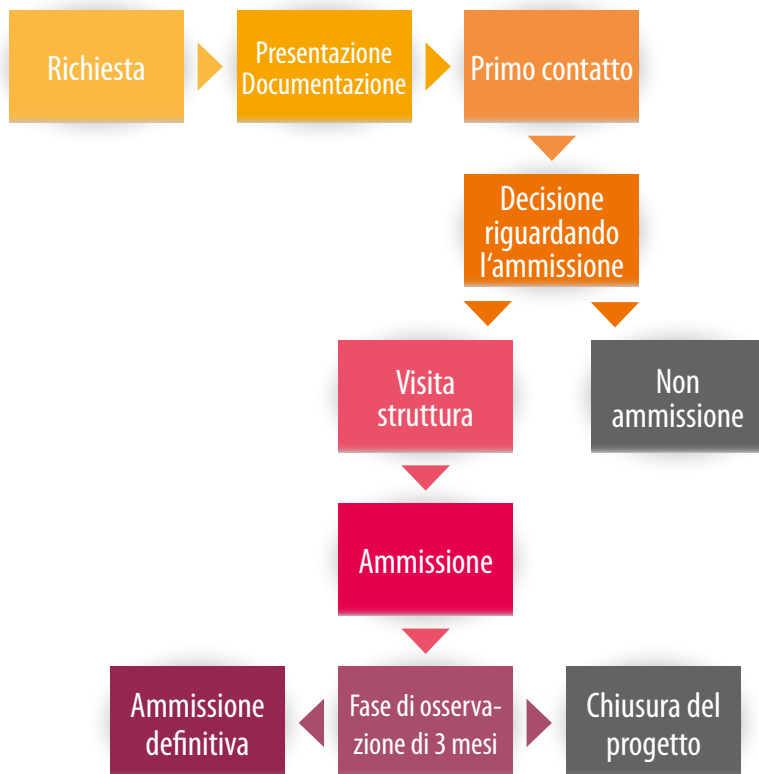 Richiesta
Presentazione
Documentazione
Primo contatto
Decisione
riguardando
l‘ammissione
Visita
struttura
Non
ammissione
Ammissione
Ammissione
definitiva
Fase di osserva-
zione di 3 mesi
Chiusura del
progetto